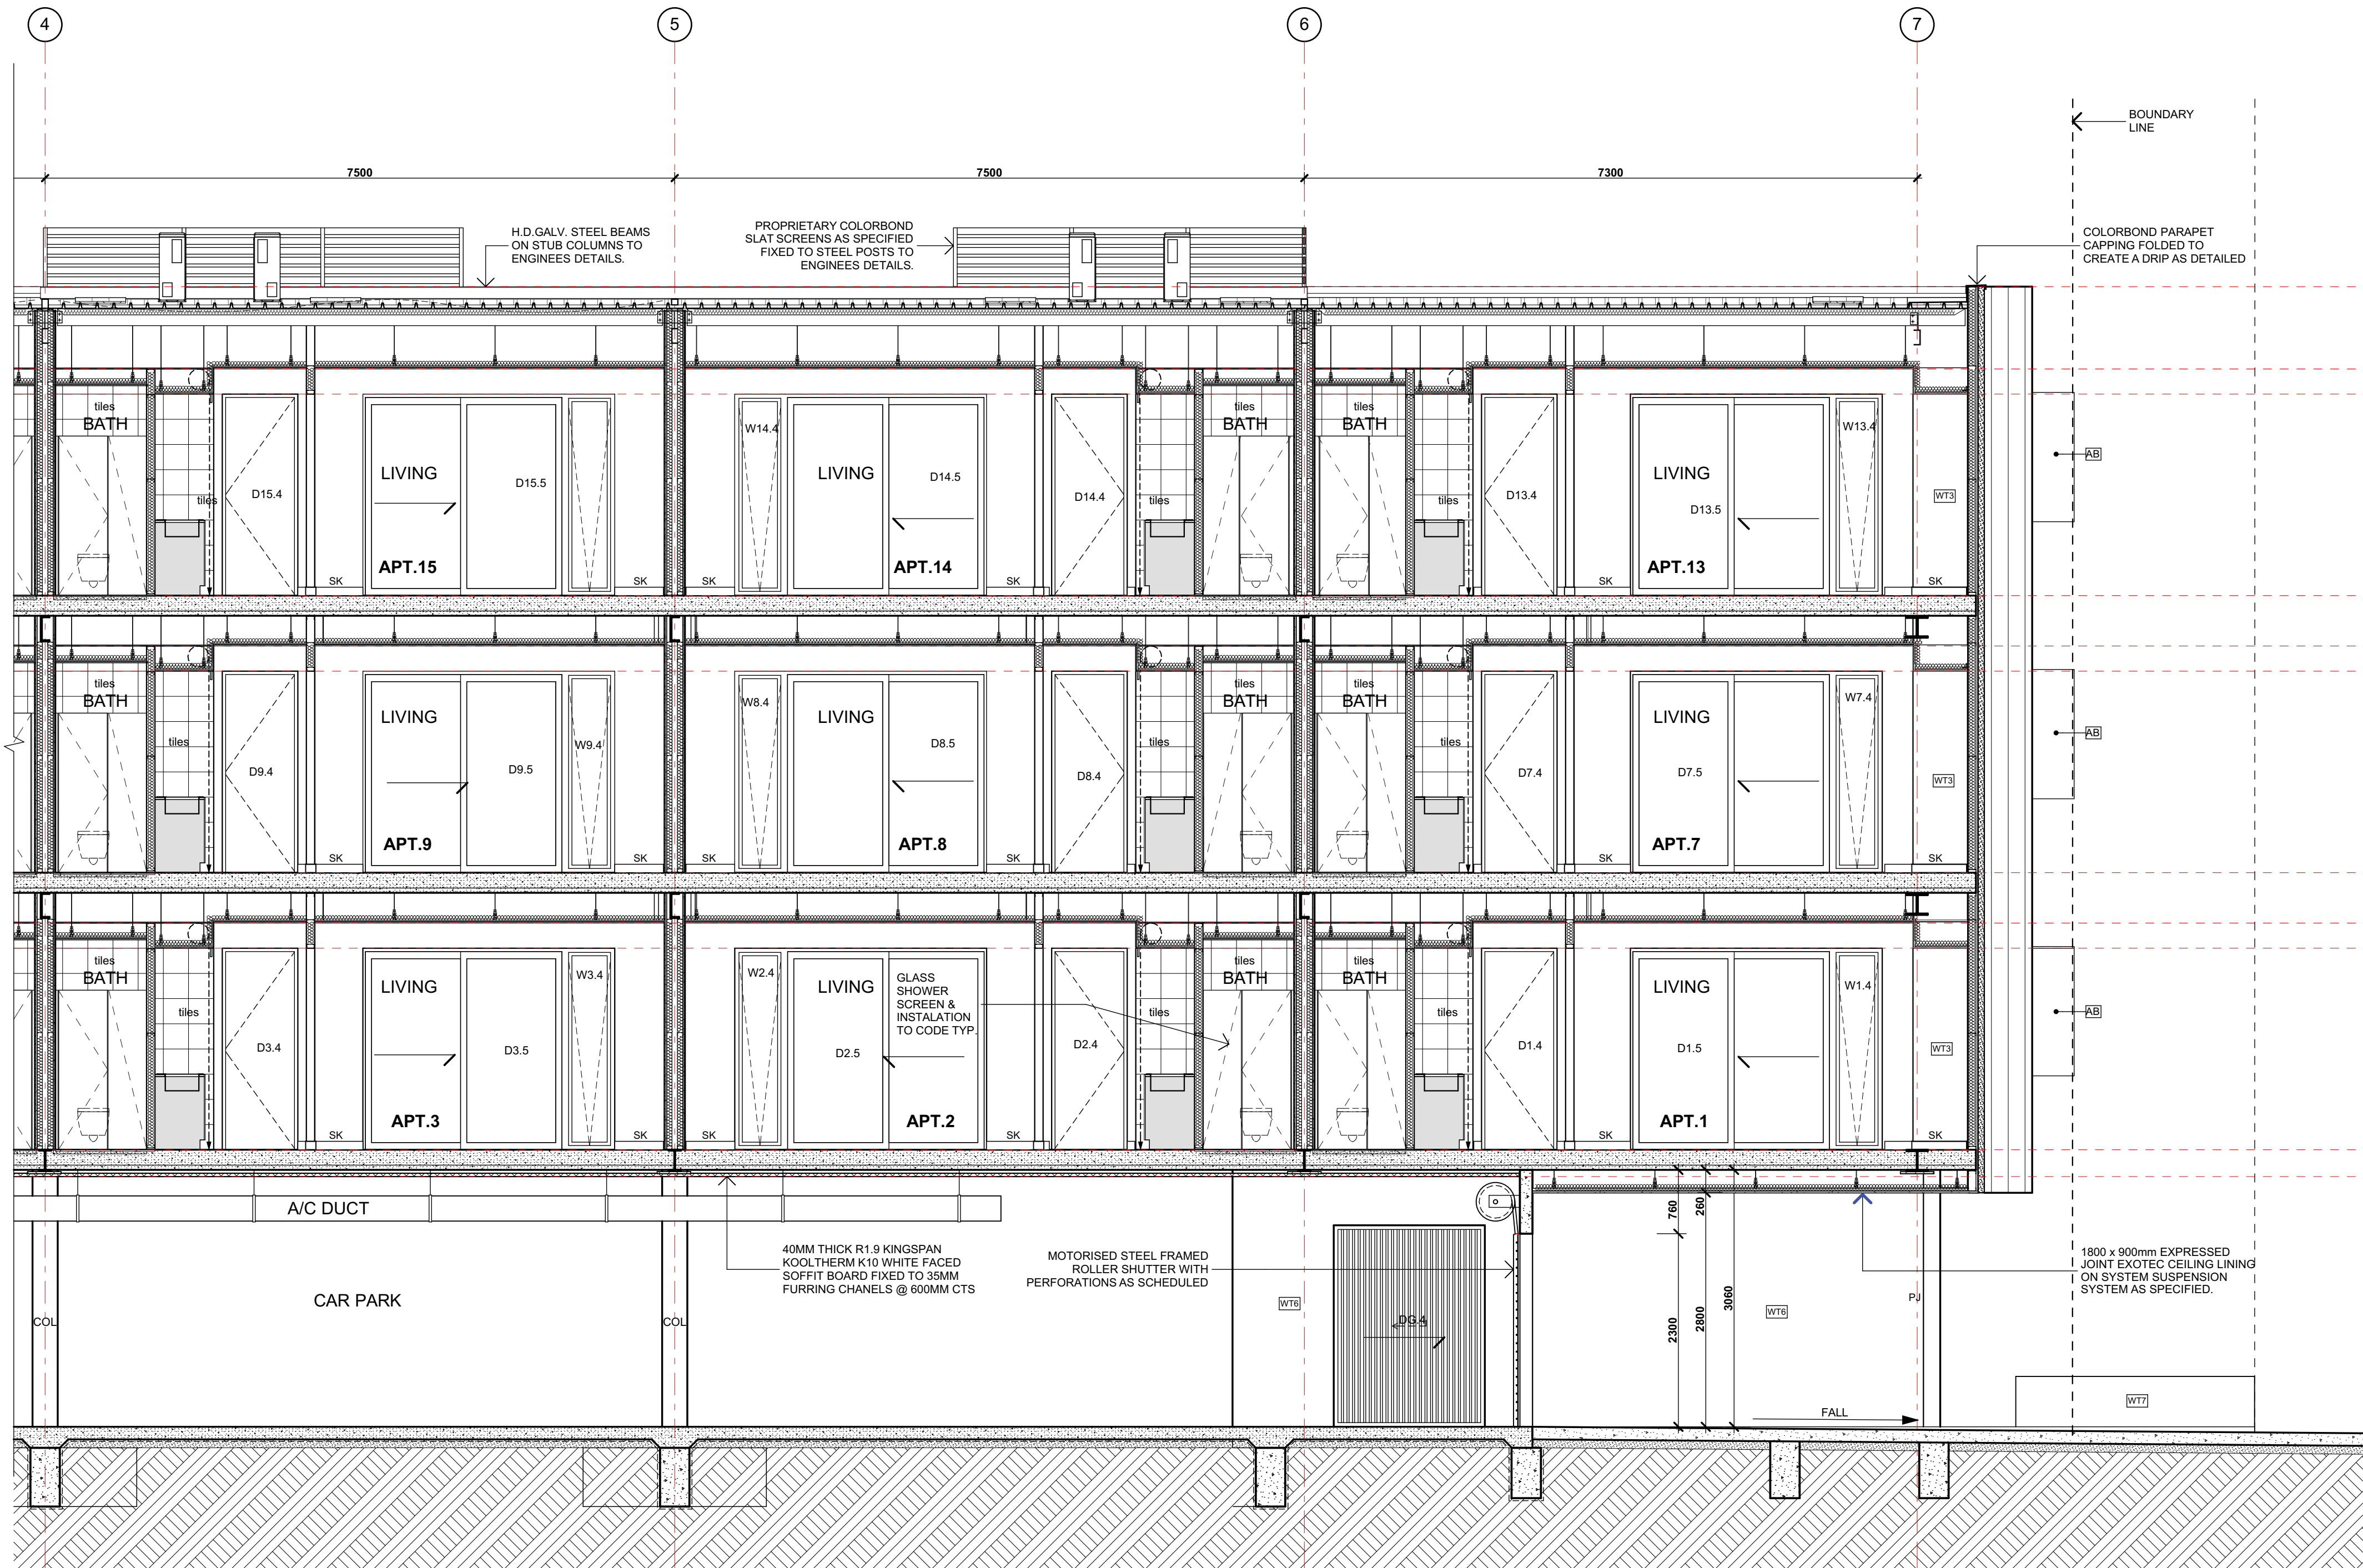 4
5
6
7
BOUNDARY
LINE
7500
7500
7300
H.D.GALV. STEEL BEAMS
ON STUB COLUMNS TO
ENGINEES DETAILS.
PROPRIETARY COLORBOND
SLAT SCREENS AS SPECIFIED
FIXED TO STEEL POSTS TO
ENGINEES DETAILS.
COLORBOND PARAPET
CAPPING FOLDED TO
CREATE A DRIP AS DETAILED
tiles
BATH
tiles
D15.4
LIVING
D15.5
APT.15
SK
SK
SK
W14.4
LIVING
D14.5
APT.14
SK
D14.4
tiles
tiles
BATH
tiles
BATH
tiles
D13.4
LIVING
D13.5
APT.13
W13.4
SK
SK
WT3
AB
tiles
BATH
tiles
D9.4
LIVING
D9.5
W9.4
APT.9
SK
SK
SK
W8.4
LIVING
D8.5
APT.8
SK
D8.4
tiles
tiles
BATH
tiles
BATH
tiles
D7.4
LIVING
D7.5
APT.7
W7.4
SK
SK
WT3
AB
tiles
BATH
tiles
D3.4
LIVING
D3.5
W3.4
APT.3
SK
SK
SK
W2.4
LIVING
D2.5
GLASS
SHOWER
SCREEN &
INSTALATION
TO CODE TYP.
APT.2
SK
D2.4
tiles
tiles
BATH
tiles
BATH
tiles
D1.4
LIVING
D1.5
APT.1
W1.4
SK
SK
WT3
AB
A/C DUCT
CAR PARK
COL
COL
40MM THICK R1.9 KINGSPAN
KOOLTHERM K10 WHITE FACED
SOFFIT BOARD FIXED TO 35MM
FURRING CHANELS @ 600MM CTS
MOTORISED STEEL FRAMED
ROLLER SHUTTER WITH
PERFORATIONS AS SCHEDULED
WT6
DG.4
760
260
2300
2800
3060
WT6
PJ
1800 x 900mm EXPRESSED
JOINT EXOTEC CEILING LINING
ON SYSTEM SUSPENSION
SYSTEM AS SPECIFIED.
FALL
WT7